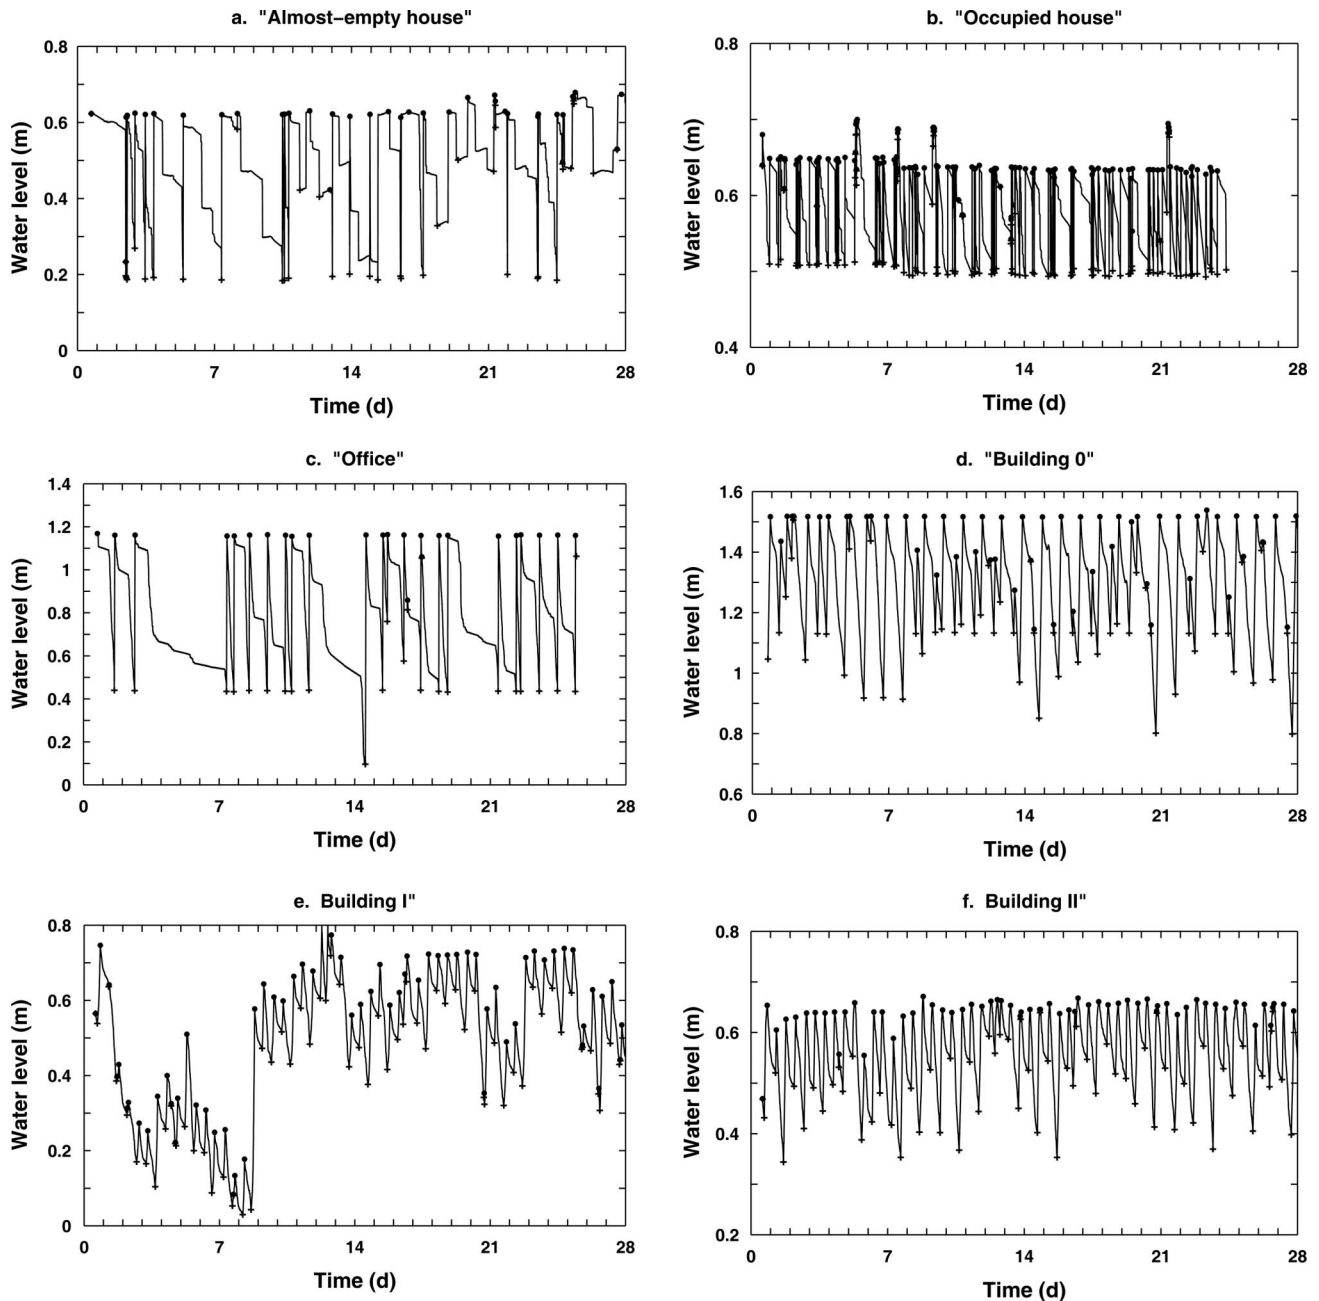 a. "Almost-empty house"
0.8
0.6
0.4
0.2
0
Water level (m)
0 7 14 21 28
Time (d)
b. "Occupied house"
0.8
0.6
0.4
Water level (m)
0 7 14 21 28
Time (d)
c. "Office"
1.4
1.2
1
0.8
0.6
0.4
0.2
0
Water level (m)
0 7 14 21 28
Time (d)
d. "Building 0"
1.6
1.4
1.2
1
0.8
0.6
Water level (m)
0 7 14 21 28
Time (d)
e. Building I"
0.8
0.6
0.4
0.2
0
Water level (m)
0 7 14 21 28
Time (d)
f. Building II"
0.8
0.6
0.4
0.2
Water level (m)
0 7 14 21 28
Time (d)